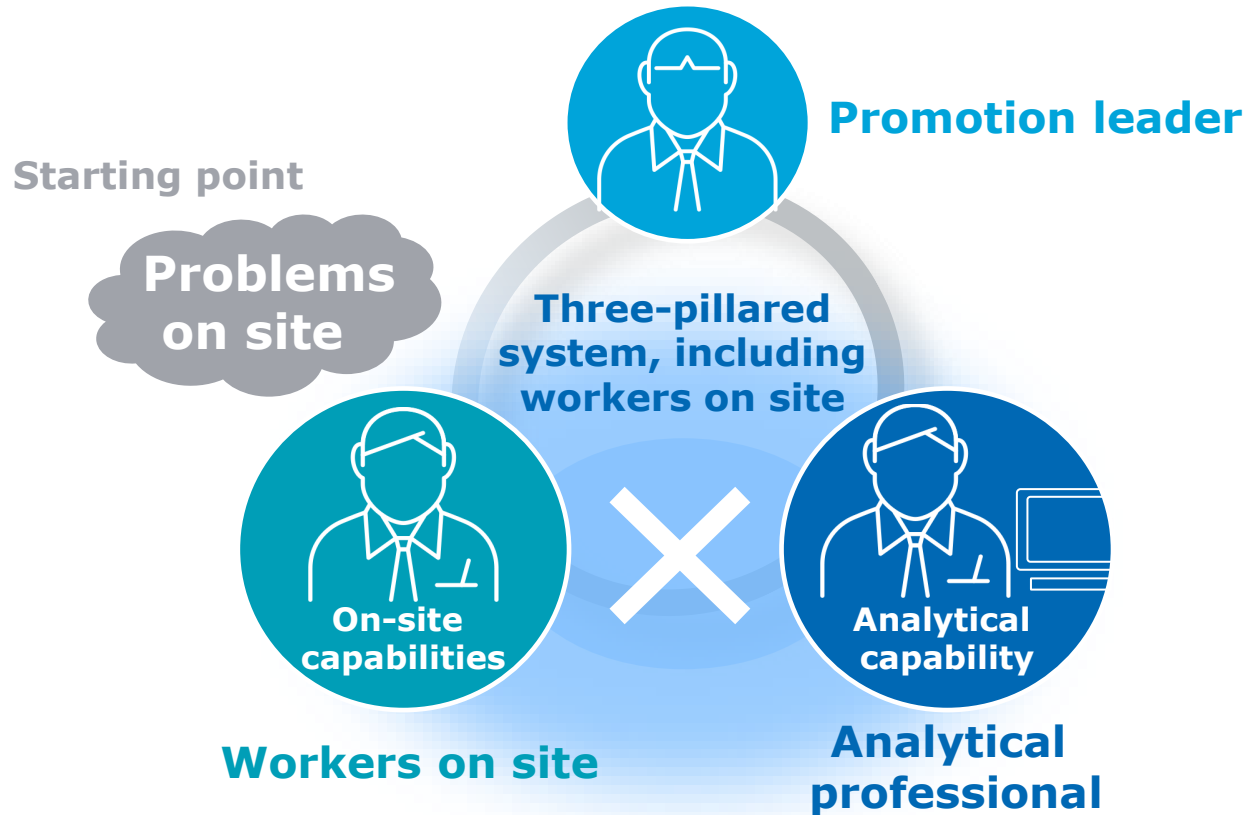 Promotion leader
Starting point
Problems
on site
Three-pillared
system, including
workers on site
On-site
capabilities
Analytical
capability
Workers on site
Analytical
professional